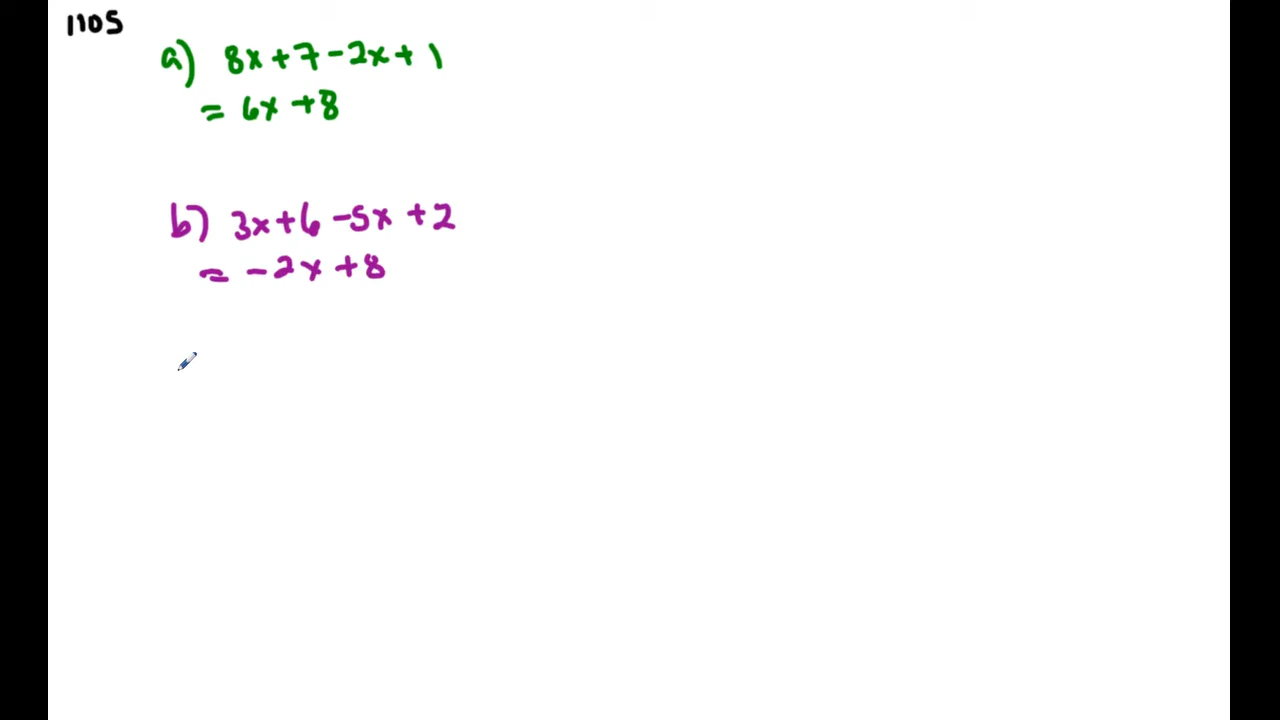 1105
a) 8x+7-2x+1
= 6x+8
b) 3x+6-5x+2
= -2x+8